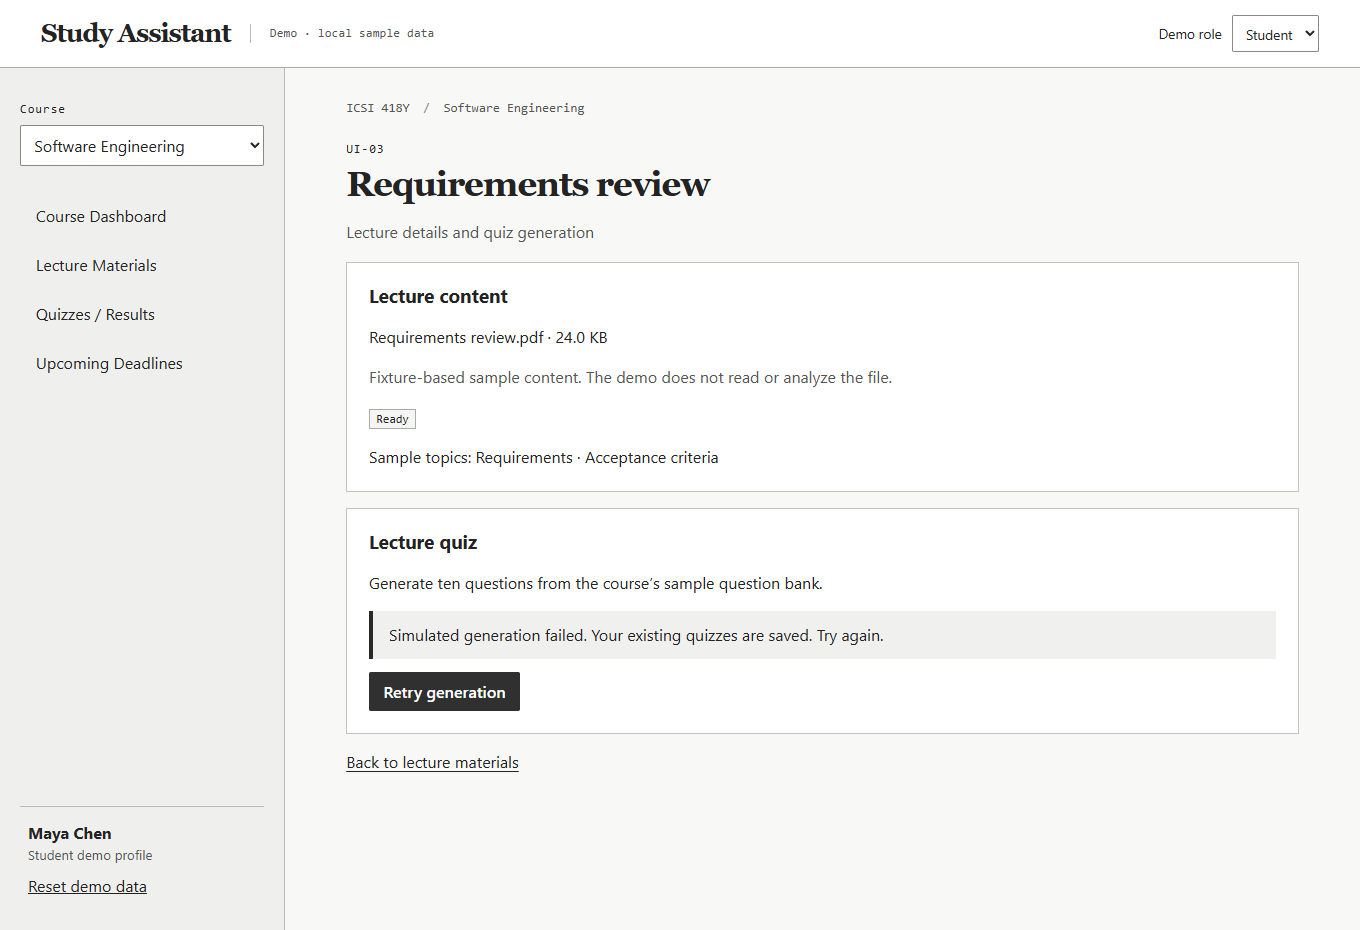 Study Assistant
Demo · local sample data
Demo role
Student
Course
Software Engineering
Course Dashboard
Lecture Materials
Quizzes / Results
Upcoming Deadlines
Maya Chen
Student demo profile
Reset demo data
ICSI 418Y / Software Engineering
UI-03
Requirements review
Lecture details and quiz generation
Lecture content
Requirements review.pdf · 24.0 KB
Fixture-based sample content. The demo does not read or analyze the file.
Ready
Sample topics: Requirements · Acceptance criteria
Lecture quiz
Generate ten questions from the course’s sample question bank.
Simulated generation failed. Your existing quizzes are saved. Try again.
Retry generation
Back to lecture materials